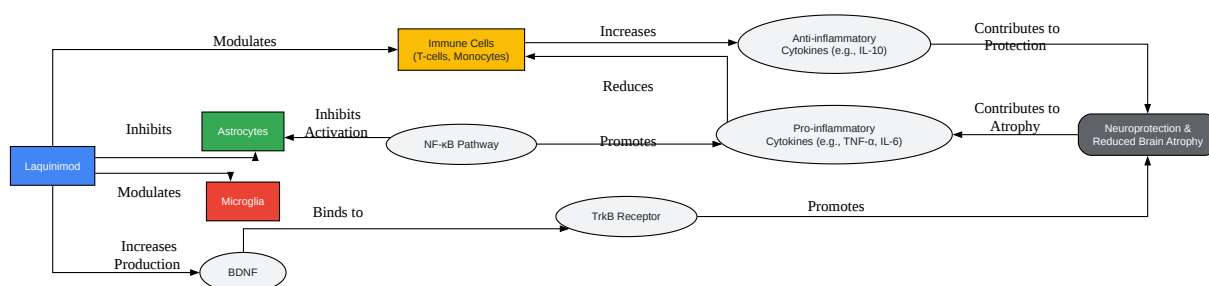 Modulates
Immune Cells
(T-cells, Monocytes)
Increases
Anti-inflammatory
Cytokines (e.g., IL-10)
Contributes to
Protection
Reduces
Inhibits
Astrocytes
Inhibits
Activation
NF-κB Pathway
Promotes
Pro-inflammatory
Cytokines (e.g., TNF-α, IL-6)
Contributes to
Atrophy
Neuroprotection &
Reduced Brain Atrophy
Laquinimod
Modulates
Microglia
Binds to
TrkB Receptor
Promotes
Increases
Production
BDNF